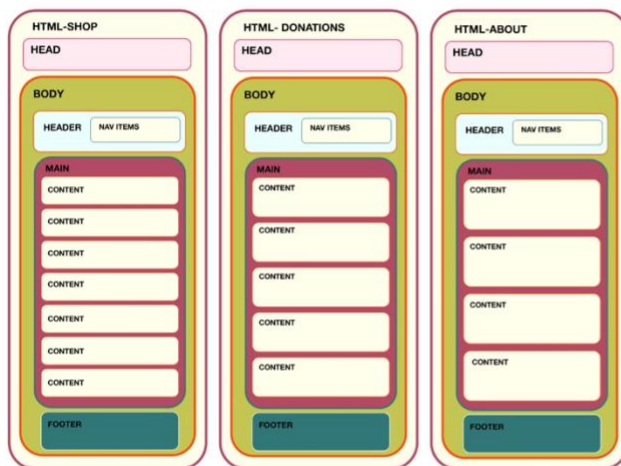 HTML-SHOP
HEAD
BODY
HEADER
NAV ITEMS
MAIN
CONTENT
CONTENT
CONTENT
CONTENT
CONTENT
CONTENT
CONTENT
FOOTER
HTML- DONATIONS
HEAD
BODY
HEADER
NAV ITEMS
MAIN
CONTENT
CONTENT
CONTENT
CONTENT
CONTENT
FOOTER
HTML-ABOUT
HEAD
BODY
HEADER
NAV ITEMS
MAIN
CONTENT
CONTENT
CONTENT
CONTENT
FOOTER